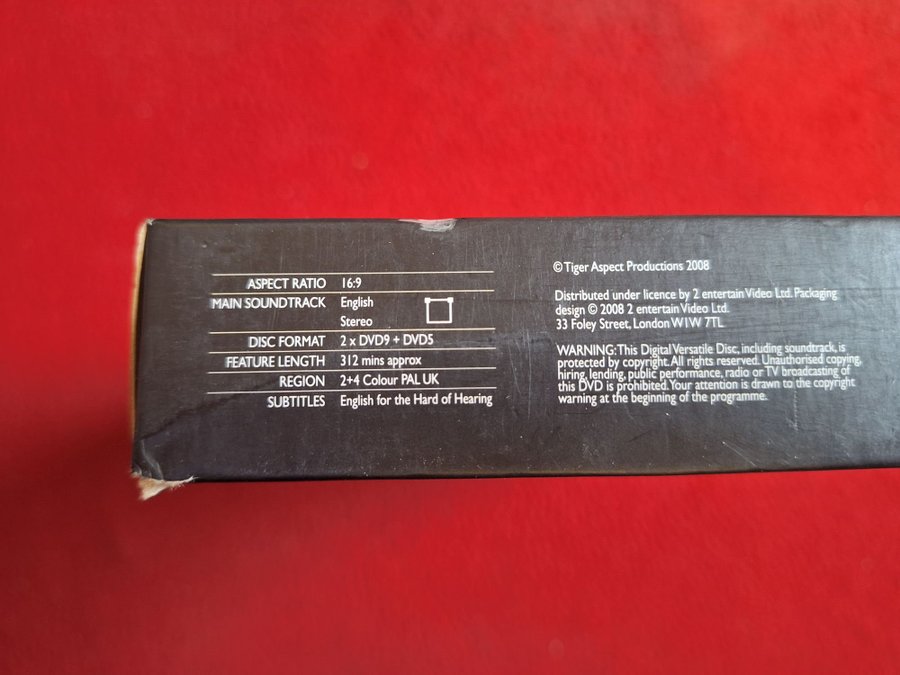 ASPECT RATIO 16:9
MAIN SOUNDTRACK English
Stereo
DISC FORMAT 2 x DVD9 + DVD5
FEATURE LENGTH 312 mins approx
REGION 2+4 Colour PAL UK
SUBTITLES English for the Hard of Hearing
© Tiger Aspect Productions 2008
Distributed under licence by 2 entertain Video Ltd. Packaging
design © 2008 2 entertain Video Ltd.
33 Foley Street, London W1W 7TL
WARNING: This Digital Versatile Disc, including soundtrack, is
protected by copyright. All rights reserved. Unauthorised copying,
hiring, lending, public performance, radio or TV broadcasting of
this DVD is prohibited. Your attention is drawn to the copyright
warning at the beginning of the programme.